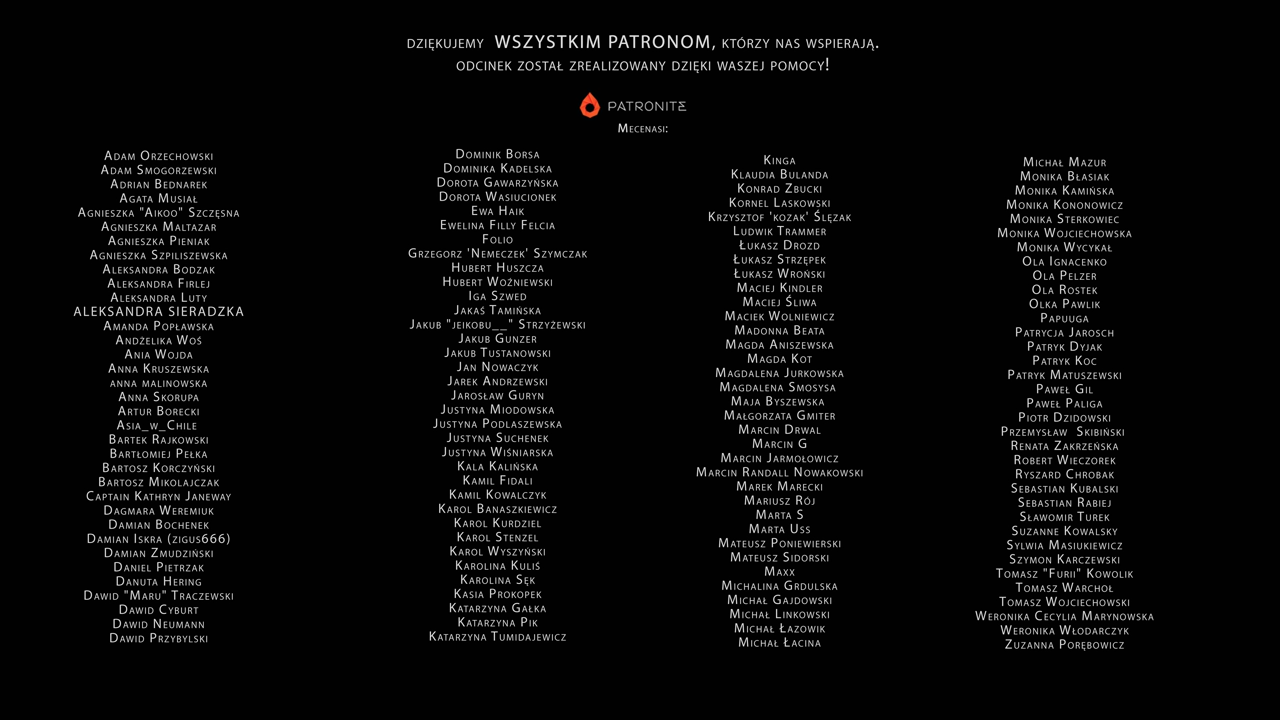 DZIĘKUJEMY WSZYSTKIM PATRONOM, KTÓRZY NAS WSPIERAJĄ.
ODCINEK ZOSTAŁ ZREALIZOWANY DZIĘKI WASZEJ POMOCY!
PATRONITE
Mecenasi:
Adam Orzechowski
Adam Smogorzewski
Adrian Bednarek
Agata Musiał
Agnieszka "Aikoo" Szczęsna
Agnieszka Maltazar
Agnieszka Pieniak
Agnieszka Szpiliszewska
Aleksandra Bodzak
Aleksandra Firlej
Aleksandra Luty
ALEKSANDRA SIERADZKA
Amanda Popławska
Andżelika Woś
Ania Wojda
Anna Kruszewska
anna malinowska
Anna Skorupa
Artur Borecki
Asia_w_Chile
Bartek Rajkowski
Bartłomiej Pełka
Bartosz Korczyński
Bartosz Mikolajczak
Captain Kathryn Janeway
Dagmara Weremiuk
Damian Bochenek
Damian Iskra (zigus666)
Damian Zmudziński
Daniel Pietrzak
Danuta Hering
Dawid "Maru" Traczewski
Dawid Cyburt
Dawid Neumann
Dawid Przybylski
Dominik Borsa
Dominika Kadelska
Dorota Gawarzyńska
Dorota Wasiucionek
Ewa Haik
Ewelina Filly Felcia
Folio
Grzegorz 'Nemeczek' Szymczak
Hubert Huszcza
Hubert Woźniewski
Iga Szwed
Jakaś Tamińska
Jakub "jeikobu__" Strzyżewski
Jakub Gunzer
Jakub Tustanowski
Jan Nowaczyk
Jarek Andrzewski
Jarosław Guryn
Justyna Miodowska
Justyna Podlaszewska
Justyna Suchenek
Justyna Wiśniarska
Kala Kalińska
Kamil Fidali
Kamil Kowalczyk
Karol Banaszkiewicz
Karol Kurdziel
Karol Stenzel
Karol Wyszyński
Karolina Kuliś
Karolina Sęk
Kasia Prokopek
Katarzyna Gałka
Katarzyna Pik
Katarzyna Tumidajewicz
Kinga
Klaudia Bulanda
Konrad Zbucki
Kornel Laskowski
Krzysztof 'kozak' Ślęzak
Ludwik Trammer
Łukasz Drozd
Łukasz Strzępek
Łukasz Wroński
Maciej Kindler
Maciej Śliwa
Maciek Wolniewicz
Madonna Beata
Magda Aniszewska
Magda Kot
Magdalena Jurkowska
Magdalena Smosysa
Maja Byszewska
Małgorzata Gmiter
Marcin Drwal
Marcin G
Marcin Jarmołowicz
Marcin Randall Nowakowski
Marek Marecki
Mariusz Rój
Marta S
Marta Uss
Mateusz Poniewierski
Mateusz Sidorski
Maxx
Michalina Grdulska
Michał Gajdowski
Michał Linkowski
Michał Łazowik
Michał Łacina
Michał Mazur
Monika Błasiak
Monika Kamińska
Monika Kononowicz
Monika Sterkowiec
Monika Wojciechowska
Monika Wycykał
Ola Ignacenko
Ola Pelzer
Ola Rostek
Olka Pawlik
Papuuga
Patrycja Jarosch
Patryk Dyjak
Patryk Koc
Patryk Matuszewski
Paweł Gil
Paweł Paliga
Piotr Dzidowski
Przemysław Skibiński
Renata Zakrzeńska
Robert Wieczorek
Ryszard Chrobak
Sebastian Kubalski
Sebastian Rabiej
Sławomir Turek
Suzanne Kowalsky
Sylwia Masiukiewicz
Szymon Karczewski
Tomasz "Furii" Kowolik
Tomasz Warchoł
Tomasz Wojciechowski
Weronika Cecylia Marynowska
Weronika Włodarczyk
Zuzanna Porębowicz